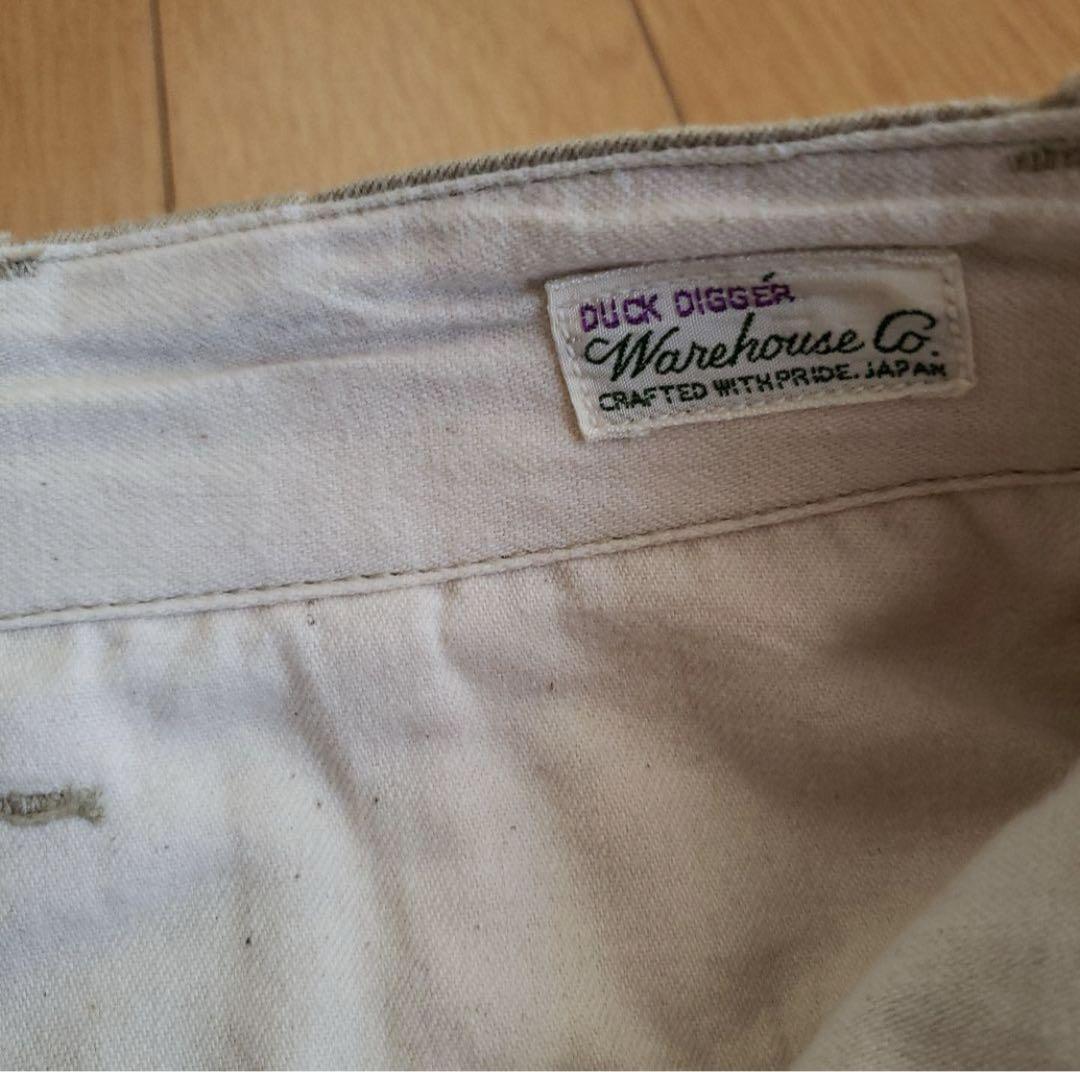 DUCK DIGGER
Warehouse Co.
CRAFTED WITH PRIDE. JAPAN